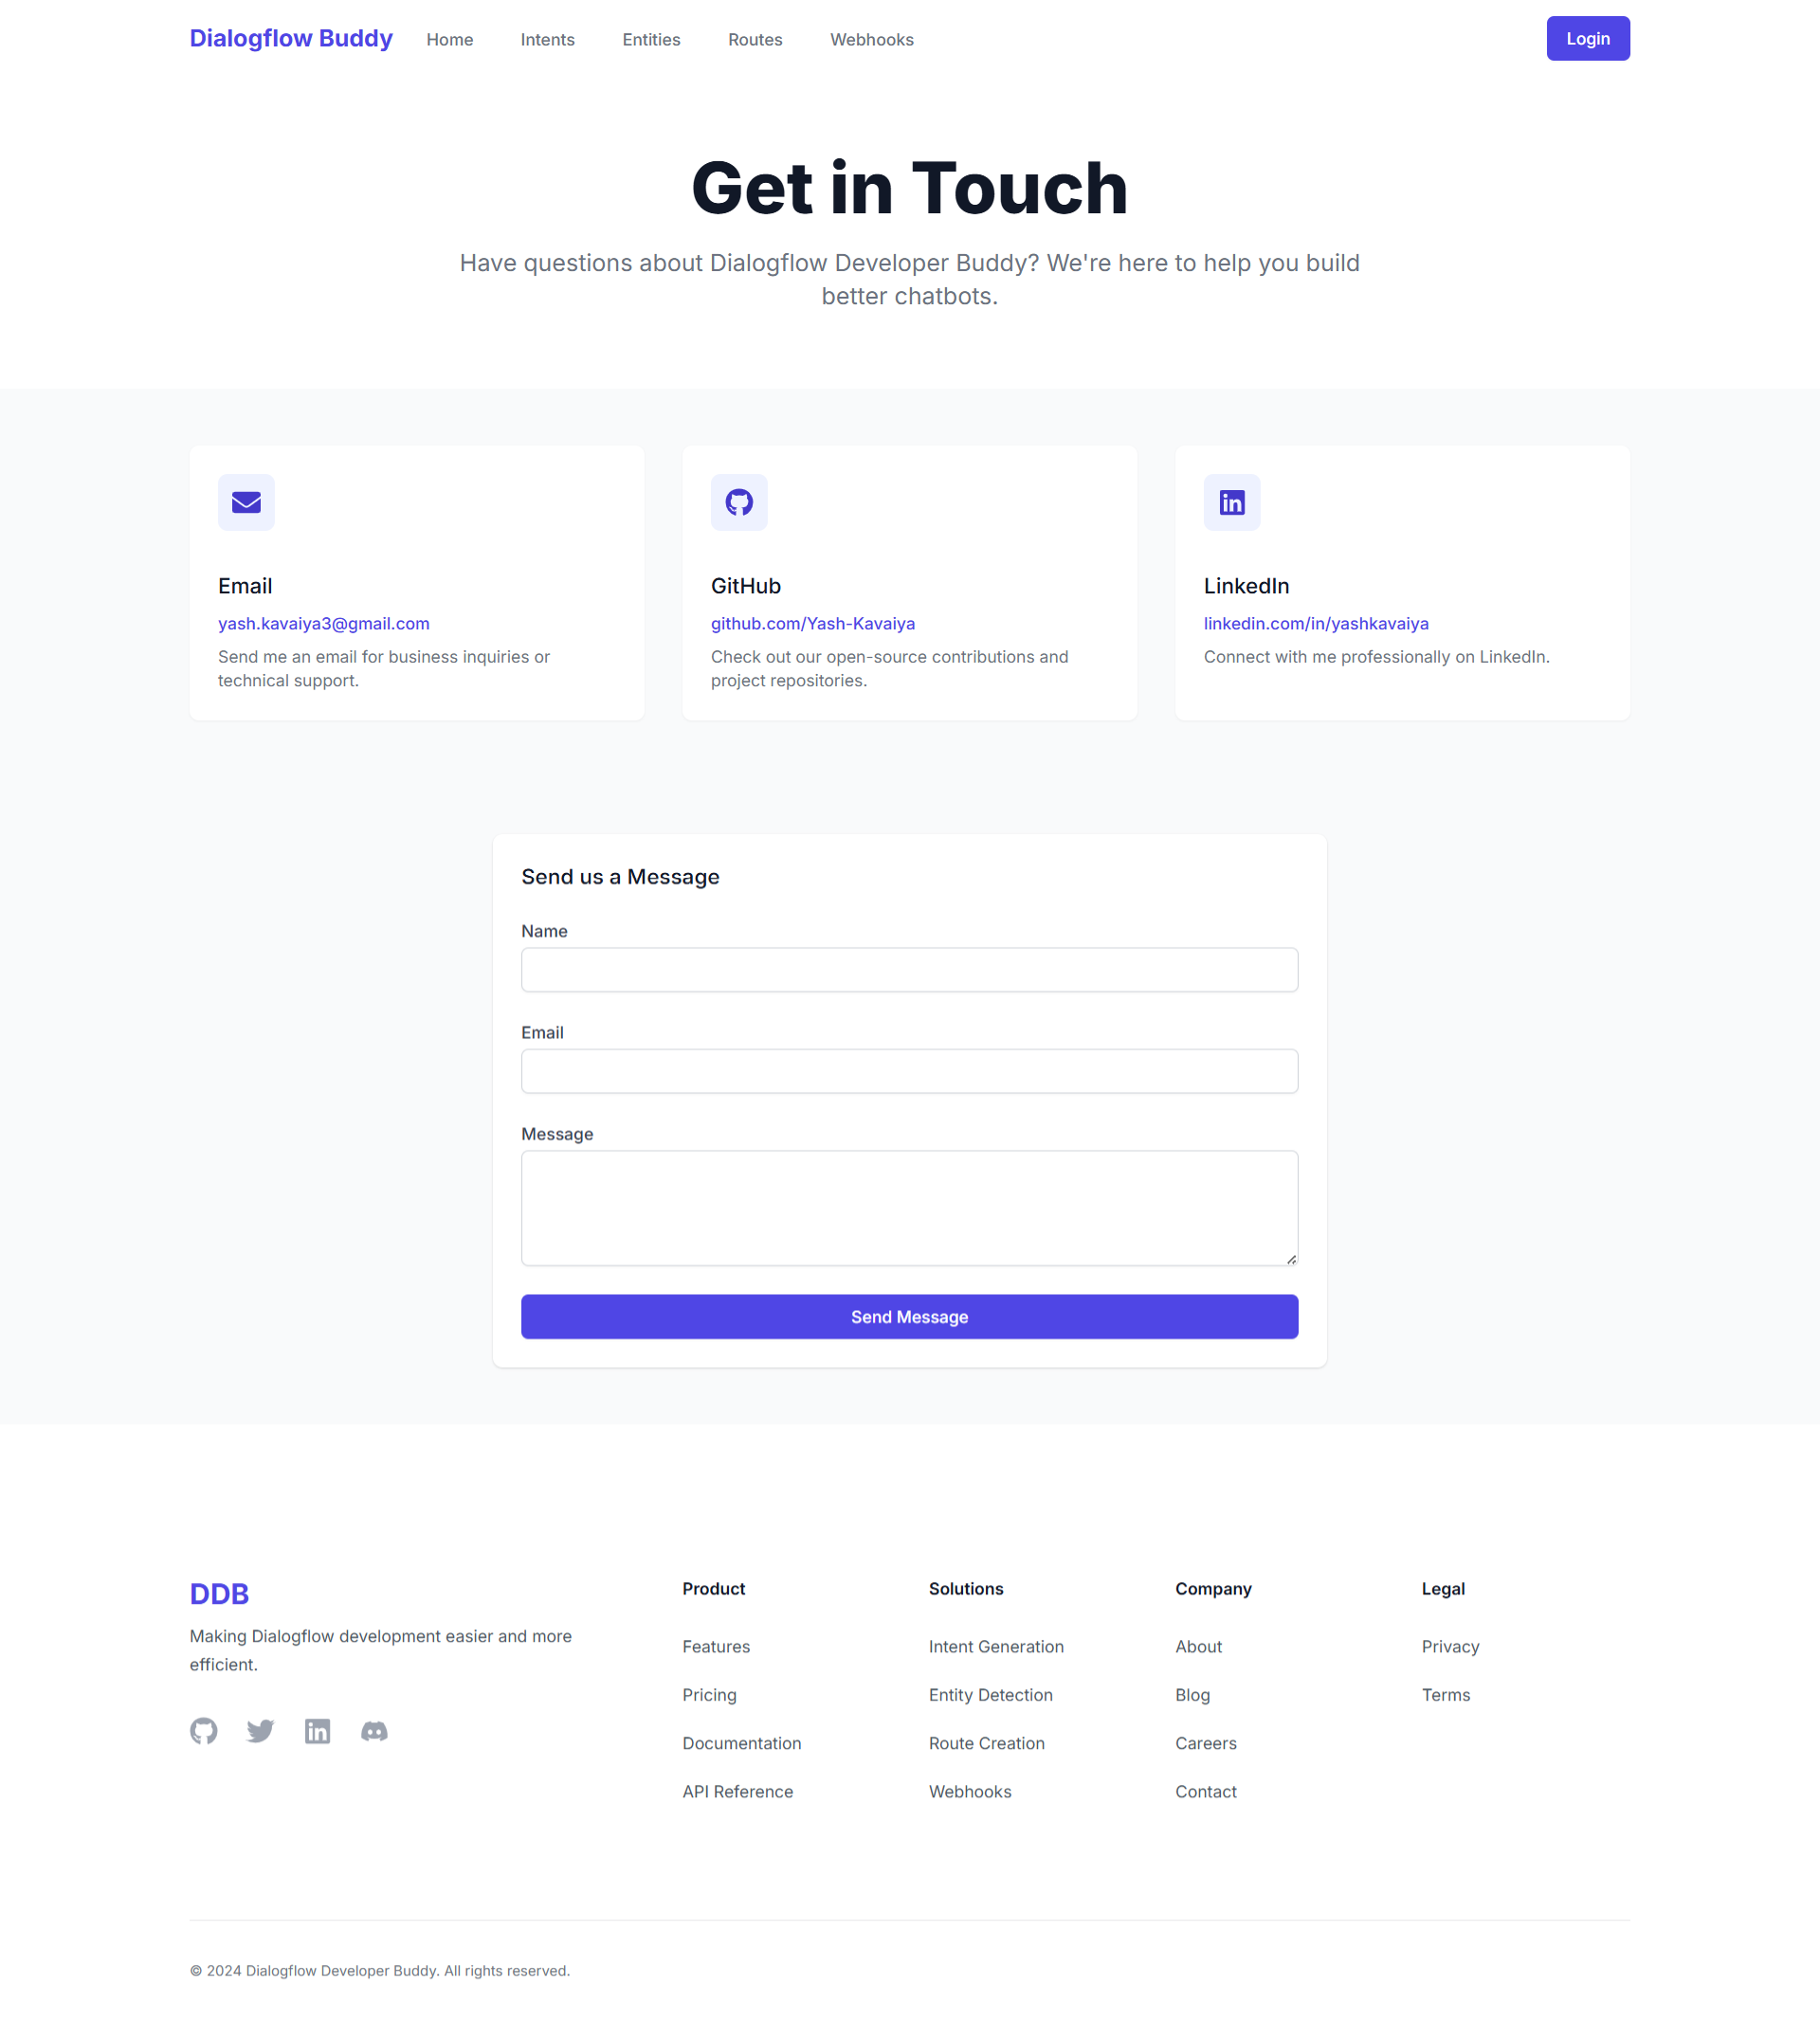 Dialogflow Buddy
Home
Intents
Entities
Routes
Webhooks
Login
Get in Touch
Have questions about Dialogflow Developer Buddy? We're here to help you build
better chatbots.
Email
yash.kavaiya3@gmail.com
Send me an email for business inquiries or
technical support.
GitHub
github.com/Yash-Kavaiya
Check out our open-source contributions and
project repositories.
LinkedIn
linkedin.com/in/yashkavaiya
Connect with me professionally on LinkedIn.
Send us a Message
Name
Email
Message
Send Message
DDB
Making Dialogflow development easier and more
efficient.
Product
Features
Pricing
Documentation
API Reference
Solutions
Intent Generation
Entity Detection
Route Creation
Webhooks
Company
About
Blog
Careers
Contact
Legal
Privacy
Terms
© 2024 Dialogflow Developer Buddy. All rights reserved.